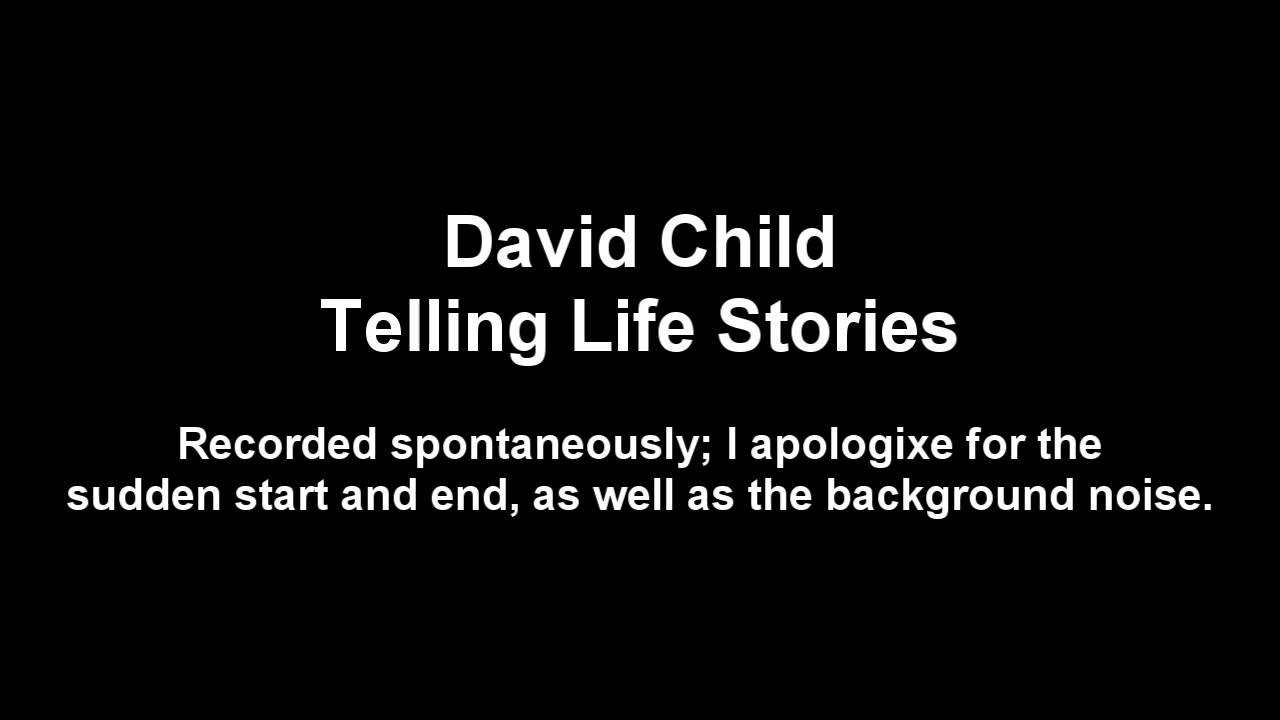 David Child
Telling Life Stories
Recorded spontaneously; I apologixe for the
sudden start and end, as well as the background noise.